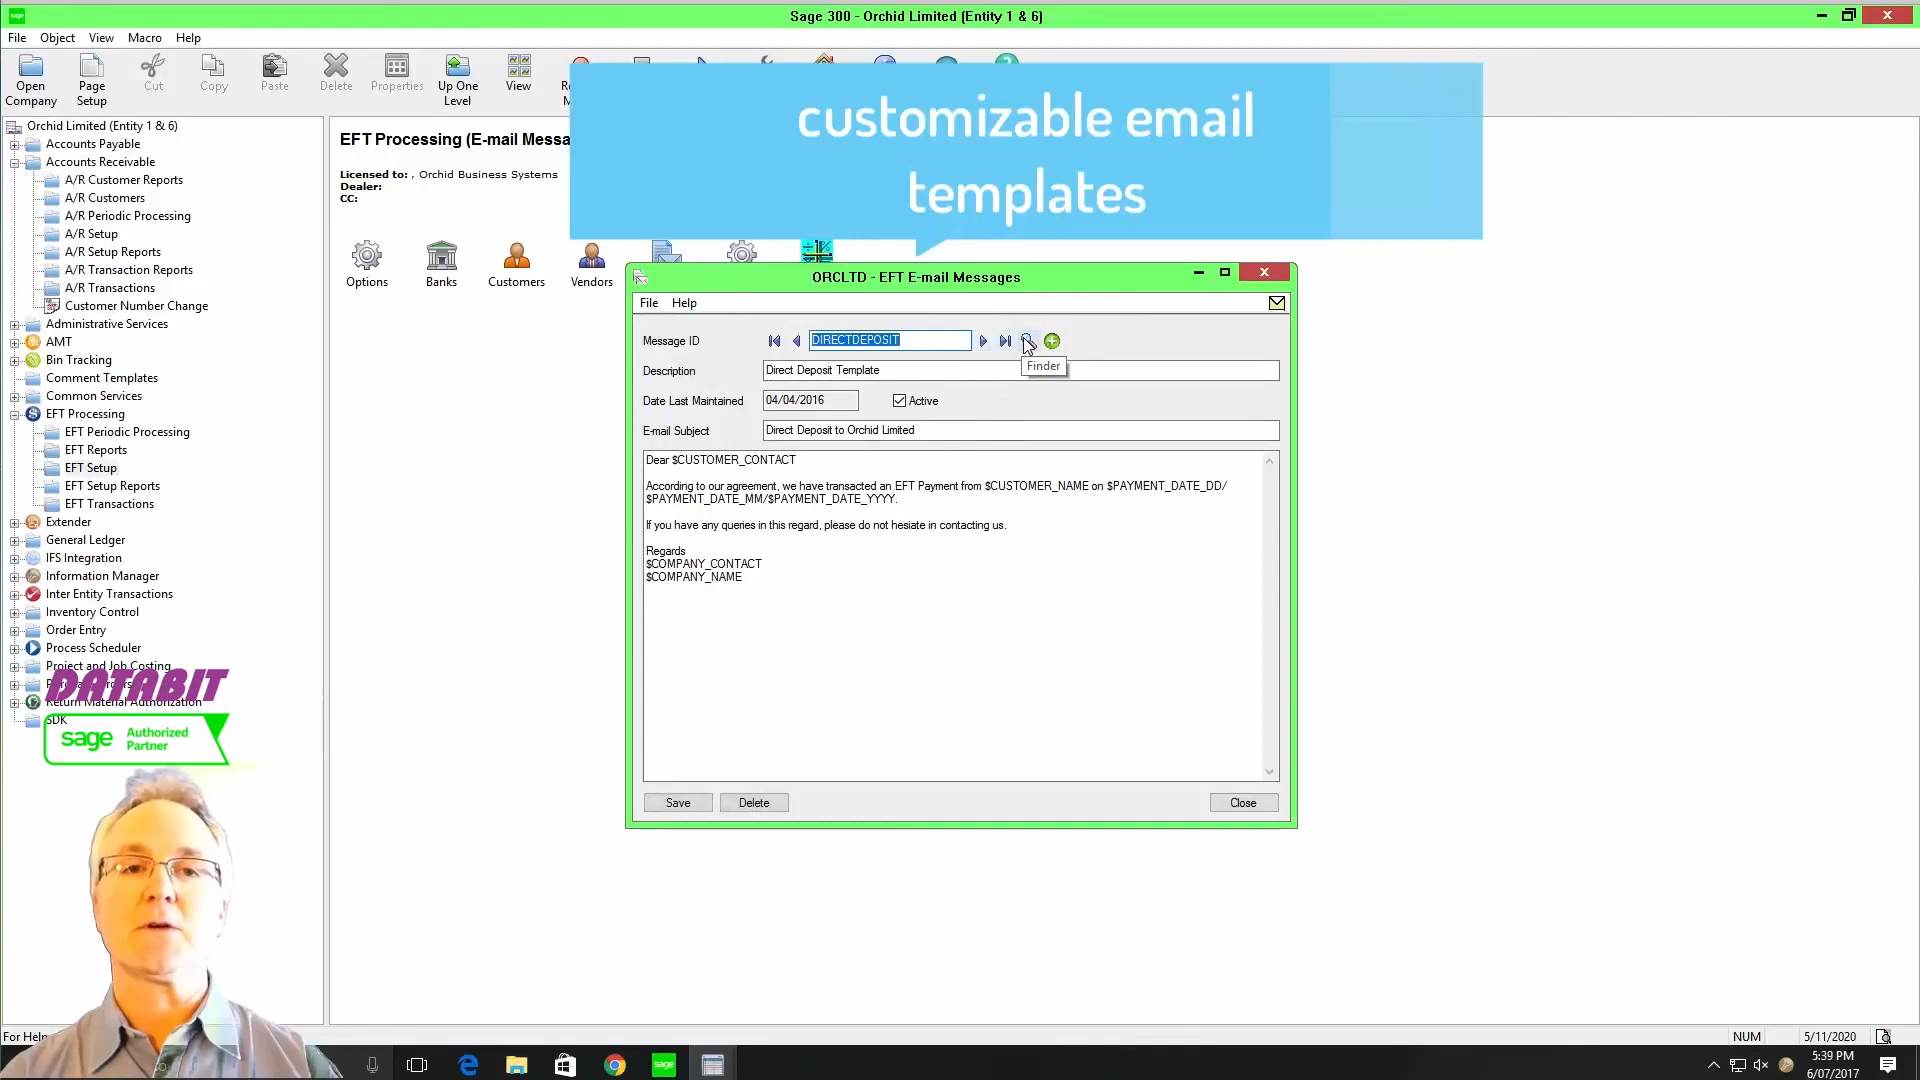 sage
Sage 300 - Orchid Limited (Entity 1 & 6)
File Object View Macro Help
Open Company
Page Setup
Cut
Copy
Paste
Delete
Properties
Up One Level
View
customizable email
templates
Orchid Limited (Entity 1 & 6)
Accounts Payable
Accounts Receivable
A/R Customer Reports
A/R Customers
A/R Periodic Processing
A/R Setup
A/R Setup Reports
A/R Transaction Reports
A/R Transactions
Customer Number Change
Administrative Services
AMT
Bin Tracking
Comment Templates
Common Services
EFT Processing
EFT Periodic Processing
EFT Reports
EFT Setup
EFT Setup Reports
EFT Transactions
Extender
General Ledger
IFS Integration
Information Manager
Inter Entity Transactions
Inventory Control
Order Entry
Process Scheduler
Project and Job Costing
DATABIT
Return Material Authorization
SDK
sage Authorized
Partner
EFT Processing (E-mail Messa
Licensed to: , Orchid Business Systems
Dealer:
CC:
Options
Banks
Customers
Vendors
ORCLTD - EFT E-mail Messages
File Help
Message ID DIRECTDEPOSIT
Finder
Description Direct Deposit Template
Date Last Maintained 04/04/2016 Active
E-mail Subject Direct Deposit to Orchid Limited
Dear $CUSTOMER_CONTACT
According to our agreement, we have transacted an EFT Payment from $CUSTOMER_NAME on $PAYMENT_DATE_DD/
$PAYMENT_DATE_MM/$PAYMENT_DATE_YYYY.
If you have any queries in this regard, please do not hesiate in contacting us.
Regards
$COMPANY_CONTACT
$COMPANY_NAME
Save Delete Close
For Help
NUM 5/11/2020
sage
5:39 PM
6/07/2017